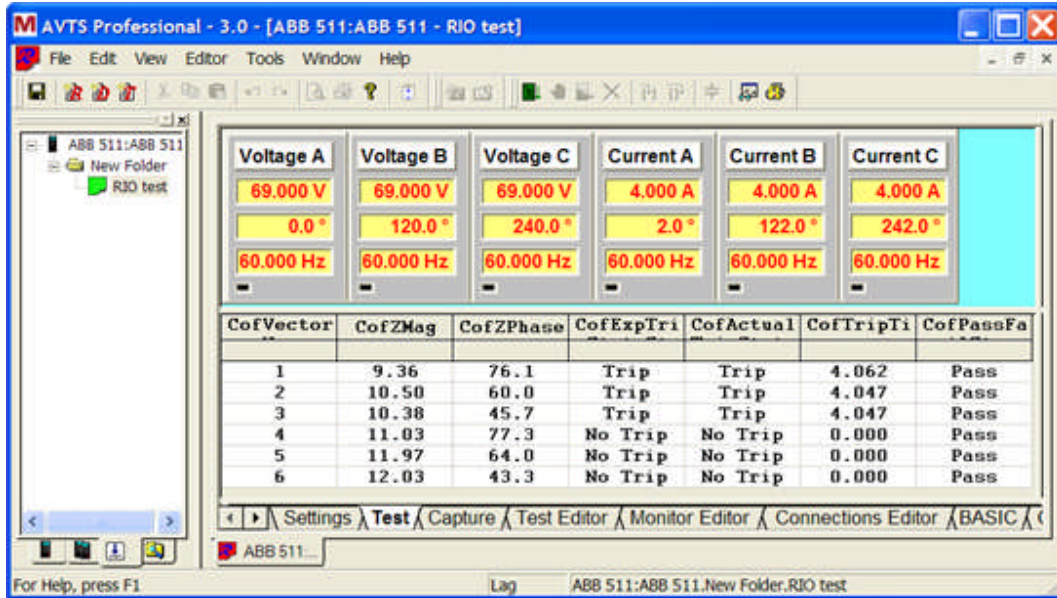 AVTS Professional - 3.0 - [ABB 511:ABB 511 - RIO test]
File Edit View Editor Tools Window Help
ABB 511:ABB 511
New Folder
RIO test
Voltage A Voltage B Voltage C Current A Current B Current C
69.000 V 69.000 V 69.000 V 4.000 A 4.000 A 4.000 A
0.0 ° 120.0 ° 240.0 ° 2.0 ° 122.0 ° 242.0 °
60.000 Hz 60.000 Hz 60.000 Hz 60.000 Hz 60.000 Hz 60.000 Hz
CofVector CofZMag CofZPhase CofExpTri CofActual CofTripTi CofPassFa
1 9.36 76.1 Trip Trip 4.062 Pass
2 10.50 60.0 Trip Trip 4.047 Pass
3 10.38 45.7 Trip Trip 4.047 Pass
4 11.03 77.3 No Trip No Trip 0.000 Pass
5 11.97 64.0 No Trip No Trip 0.000 Pass
6 12.03 43.3 No Trip No Trip 0.000 Pass
Settings Test Capture Test Editor Monitor Editor Connections Editor BASIC
ABB 511...
For Help, press F1 Lag ABB 511:ABB 511.New Folder.RIO test